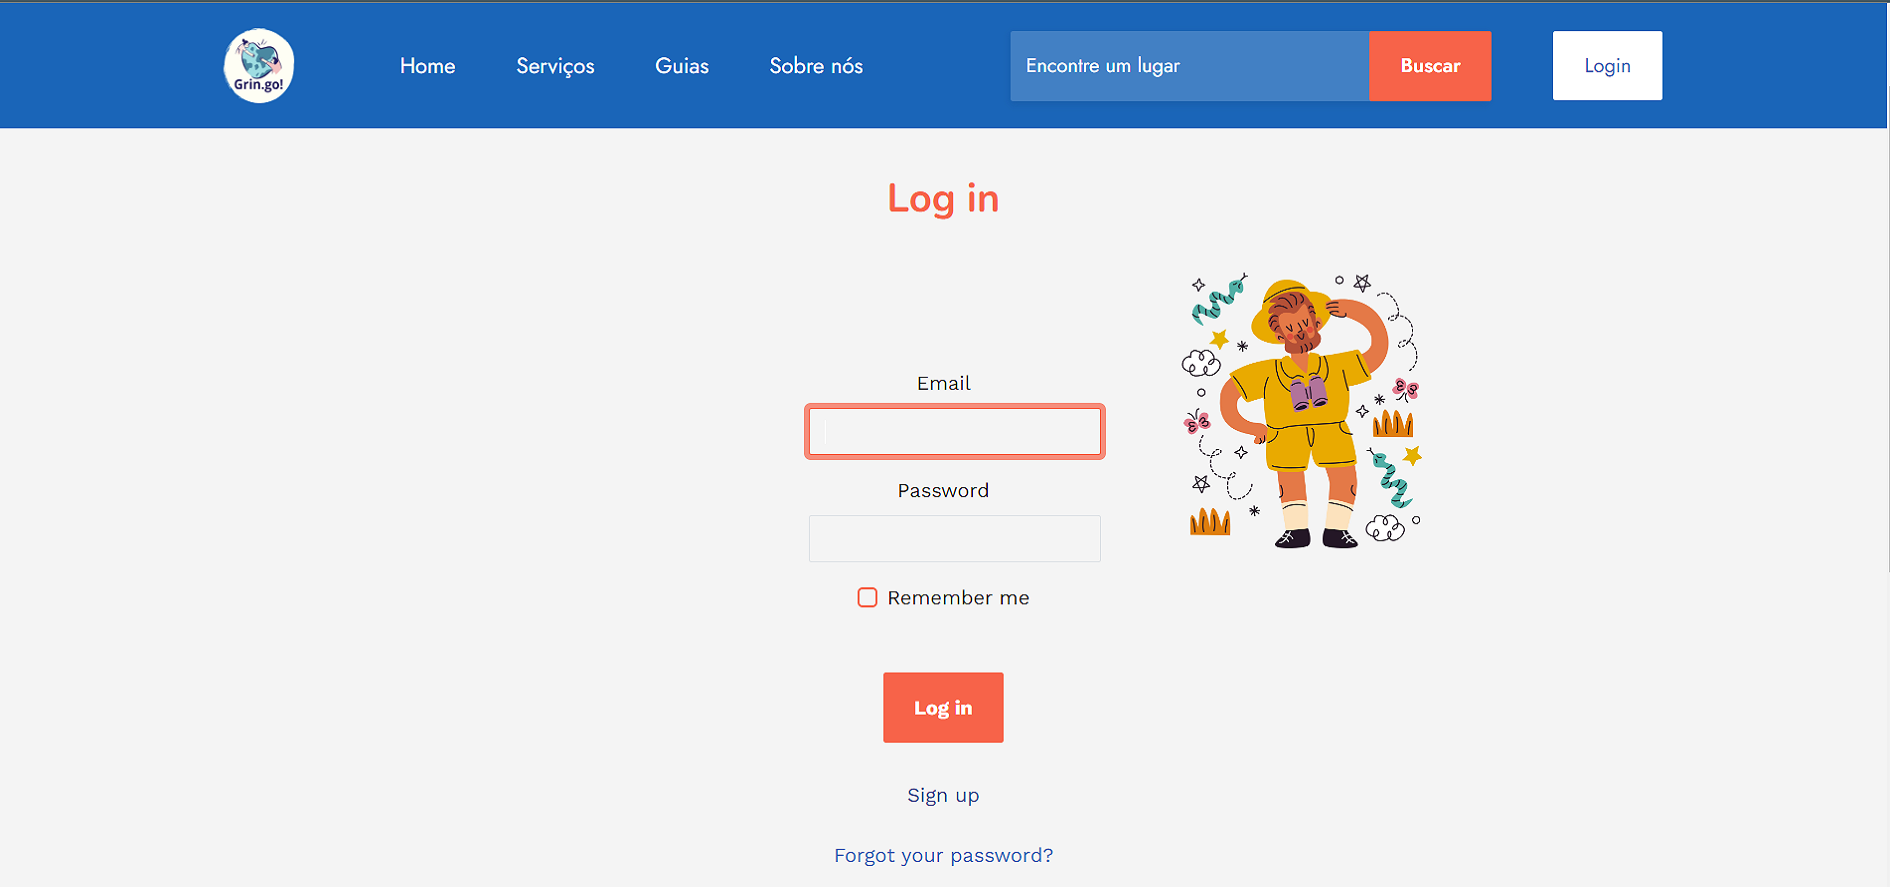 Grin.go!
Home
Serviços
Guias
Sobre nós
Encontre um lugar
Buscar
Login
Log in
Email
Password
Remember me
Log in
Sign up
Forgot your password?